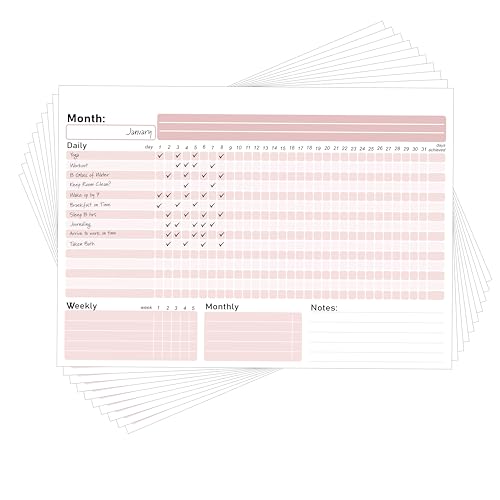 Month:
January
Daily day 1 2 3 4 5 6 7 8 9 10 11 12 13 14 15 16 17 18 19 20 21 22 23 24 25 26 27 28 29 30 31 days achieved
Yoga
Workout
8 Glass of Water
Keep Room Clean?
Wake up by 7
Breakfast on Time
Sleep 8 hrs
Journaling
Arrive to work on time
Taken Bath
Weekly week 1 2 3 4 5
Monthly
Notes: